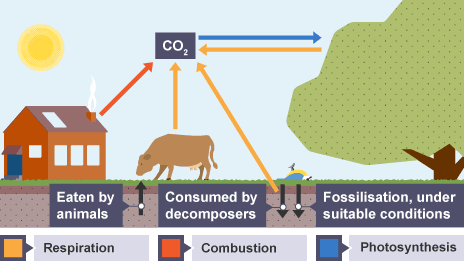 CO₂
Eaten by
animals
Consumed by
decomposers
Fossilisation, under
suitable conditions
Respiration
Combustion
Photosynthesis